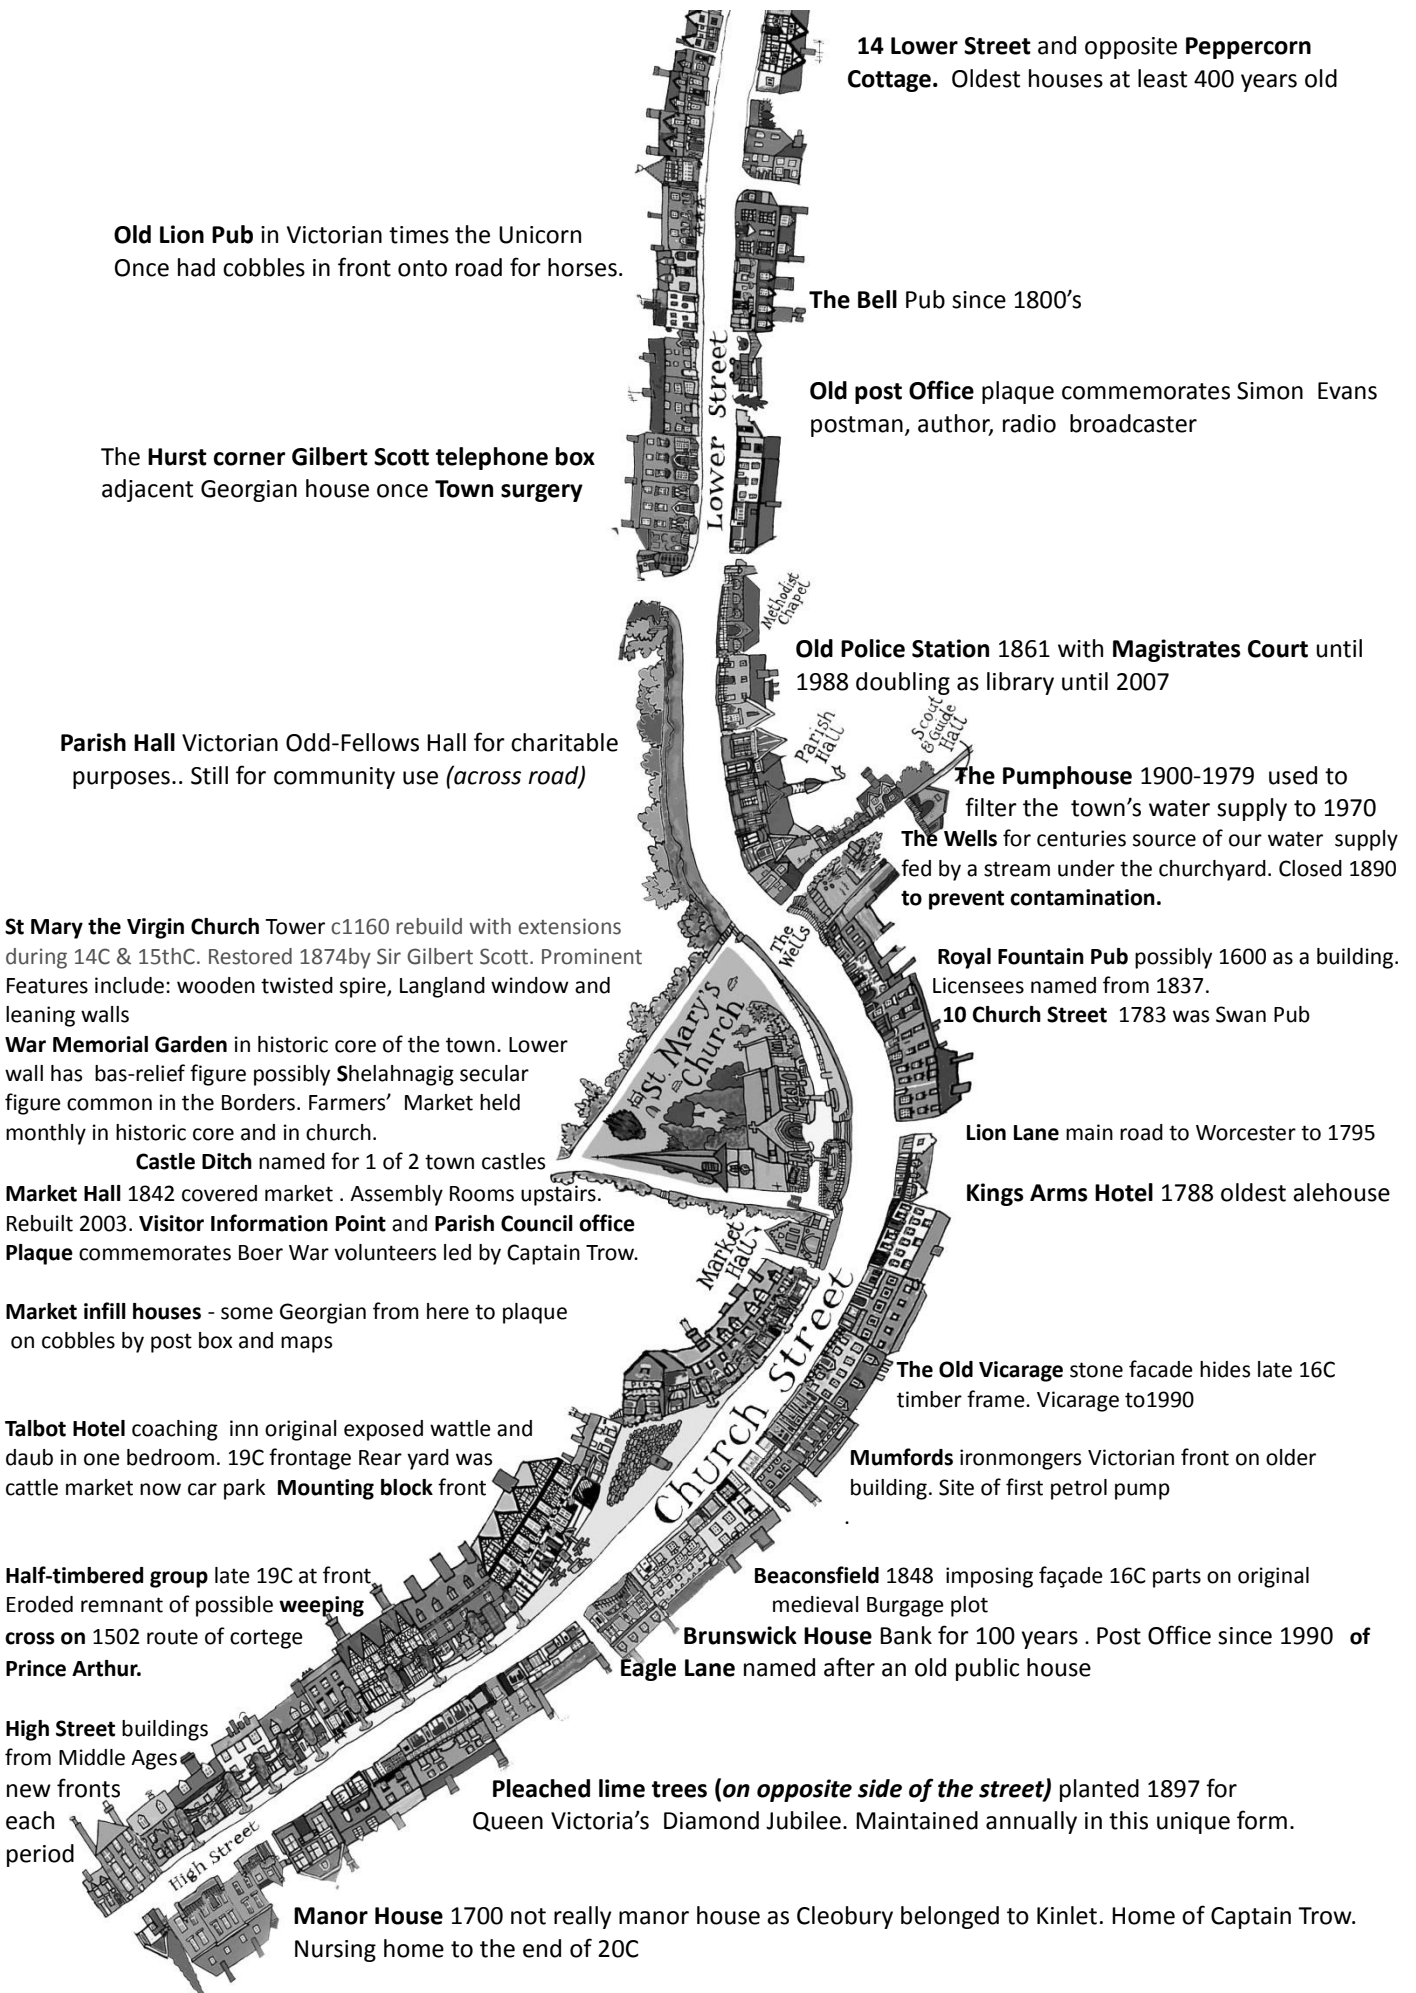 14 Lower Street and opposite Peppercorn
Cottage. Oldest houses at least 400 years old
Old Lion Pub in Victorian times the Unicorn
Once had cobbles in front onto road for horses.
The Bell Pub since 1800's
Lower Street
Old post Office plaque commemorates Simon Evans
postman, author, radio broadcaster
The Hurst corner Gilbert Scott telephone box
adjacent Georgian house once Town surgery
Methodist
Chapel
Old Police Station 1861 with Magistrates Court until
1988 doubling as library until 2007
Parish
Hall
Scout
& Guide
Hall
Parish Hall Victorian Odd-Fellows Hall for charitable
purposes.. Still for community use (across road)
The Pumphouse 1900-1979 used to
filter the town's water supply to 1970
The Wells for centuries source of our water supply
fed by a stream under the churchyard. Closed 1890
to prevent contamination.
The
Wells
St Mary the Virgin Church Tower c1160 rebuild with extensions
during 14C & 15thC. Restored 1874by Sir Gilbert Scott. Prominent
Features include: wooden twisted spire, Langland window and
leaning walls
Royal Fountain Pub possibly 1600 as a building.
Licensees named from 1837.
10 Church Street 1783 was Swan Pub
St. Mary's
Church
War Memorial Garden in historic core of the town. Lower
wall has bas-relief figure possibly Shelahnagig secular
figure common in the Borders. Farmers' Market held
monthly in historic core and in church.
Lion Lane main road to Worcester to 1795
Castle Ditch named for 1 of 2 town castles
Market Hall 1842 covered market . Assembly Rooms upstairs.
Rebuilt 2003. Visitor Information Point and Parish Council office
Plaque commemorates Boer War volunteers led by Captain Trow.
Kings Arms Hotel 1788 oldest alehouse
Market
Hall
Market infill houses - some Georgian from here to plaque
on cobbles by post box and maps
Church Street
PIES
The Old Vicarage stone facade hides late 16C
timber frame. Vicarage to1990
Talbot Hotel coaching inn original exposed wattle and
daub in one bedroom. 19C frontage Rear yard was
cattle market now car park Mounting block front
Mumfords ironmongers Victorian front on older
building. Site of first petrol pump
.
Half-timbered group late 19C at front
Eroded remnant of possible weeping
cross on 1502 route of cortege
Prince Arthur.
Beaconsfield 1848 imposing façade 16C parts on original
medieval Burgage plot
Brunswick House Bank for 100 years . Post Office since 1990 of
Eagle Lane named after an old public house
High Street buildings
from Middle Ages
new fronts
each
period
Pleached lime trees (on opposite side of the street) planted 1897 for
Queen Victoria's Diamond Jubilee. Maintained annually in this unique form.
High Street
Manor House 1700 not really manor house as Cleobury belonged to Kinlet. Home of Captain Trow.
Nursing home to the end of 20C